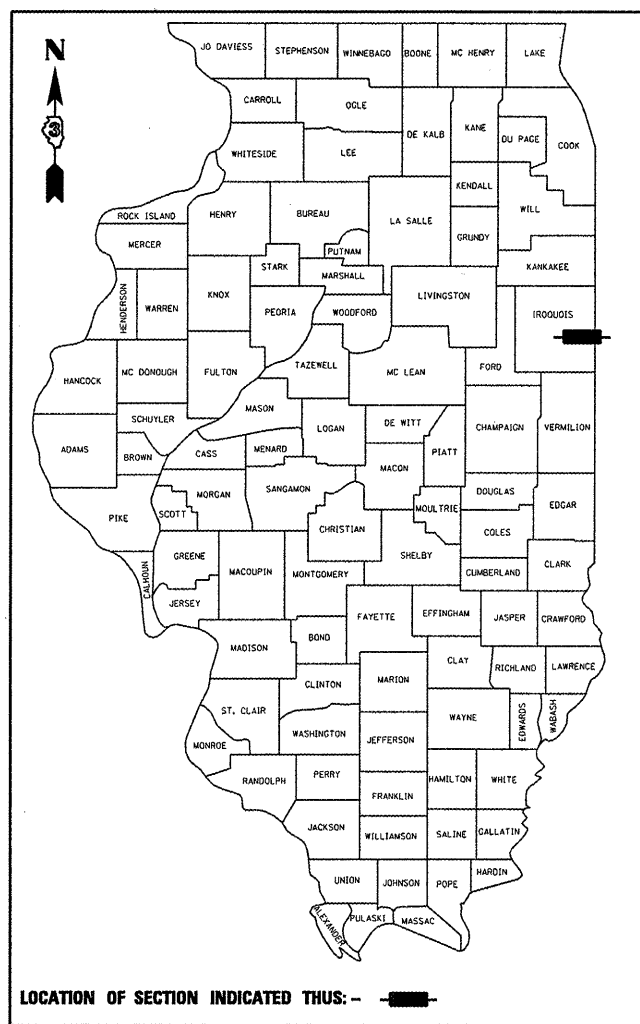 N
3
JO DAVIESS
STEPHENSON
WINNEBAGO
BOONE
MC HENRY
LAKE
CARROLL
OGLE
DE KALB
KANE
DU PAGE
COOK
WHITESIDE
LEE
KENDALL
WILL
ROCK ISLAND
HENRY
BUREAU
LA SALLE
GRUNDY
MERCER
PUTNAM
STARK
MARSHALL
KANKAKEE
HENDERSON
WARREN
KNOX
PEORIA
WOODFORD
LIVINGSTON
IROQUOIS
HANCOCK
MC DONOUGH
FULTON
TAZEWELL
MC LEAN
FORD
MASON
SCHUYLER
LOGAN
DE WITT
CHAMPAIGN
VERMILION
ADAMS
BROWN
CASS
MENARD
MACON
PIATT
PIKE
SCOTT
MORGAN
SANGAMON
CHRISTIAN
MOULTRIE
DOUGLAS
EDGAR
COLES
CALHOUN
GREENE
MACOUPIN
MONTGOMERY
SHELBY
CUMBERLAND
CLARK
JERSEY
FAYETTE
EFFINGHAM
JASPER
CRAWFORD
MADISON
BOND
CLAY
RICHLAND
LAWRENCE
CLINTON
MARION
ST. CLAIR
WAYNE
EDWARDS
WABASH
MONROE
WASHINGTON
JEFFERSON
RANDOLPH
PERRY
FRANKLIN
HAMILTON
WHITE
JACKSON
WILLIAMSON
SALINE
GALLATIN
UNION
JOHNSON
POPE
HARDIN
ALEXANDER
PULASKI
MASSAC
LOCATION OF SECTION INDICATED THUS: -